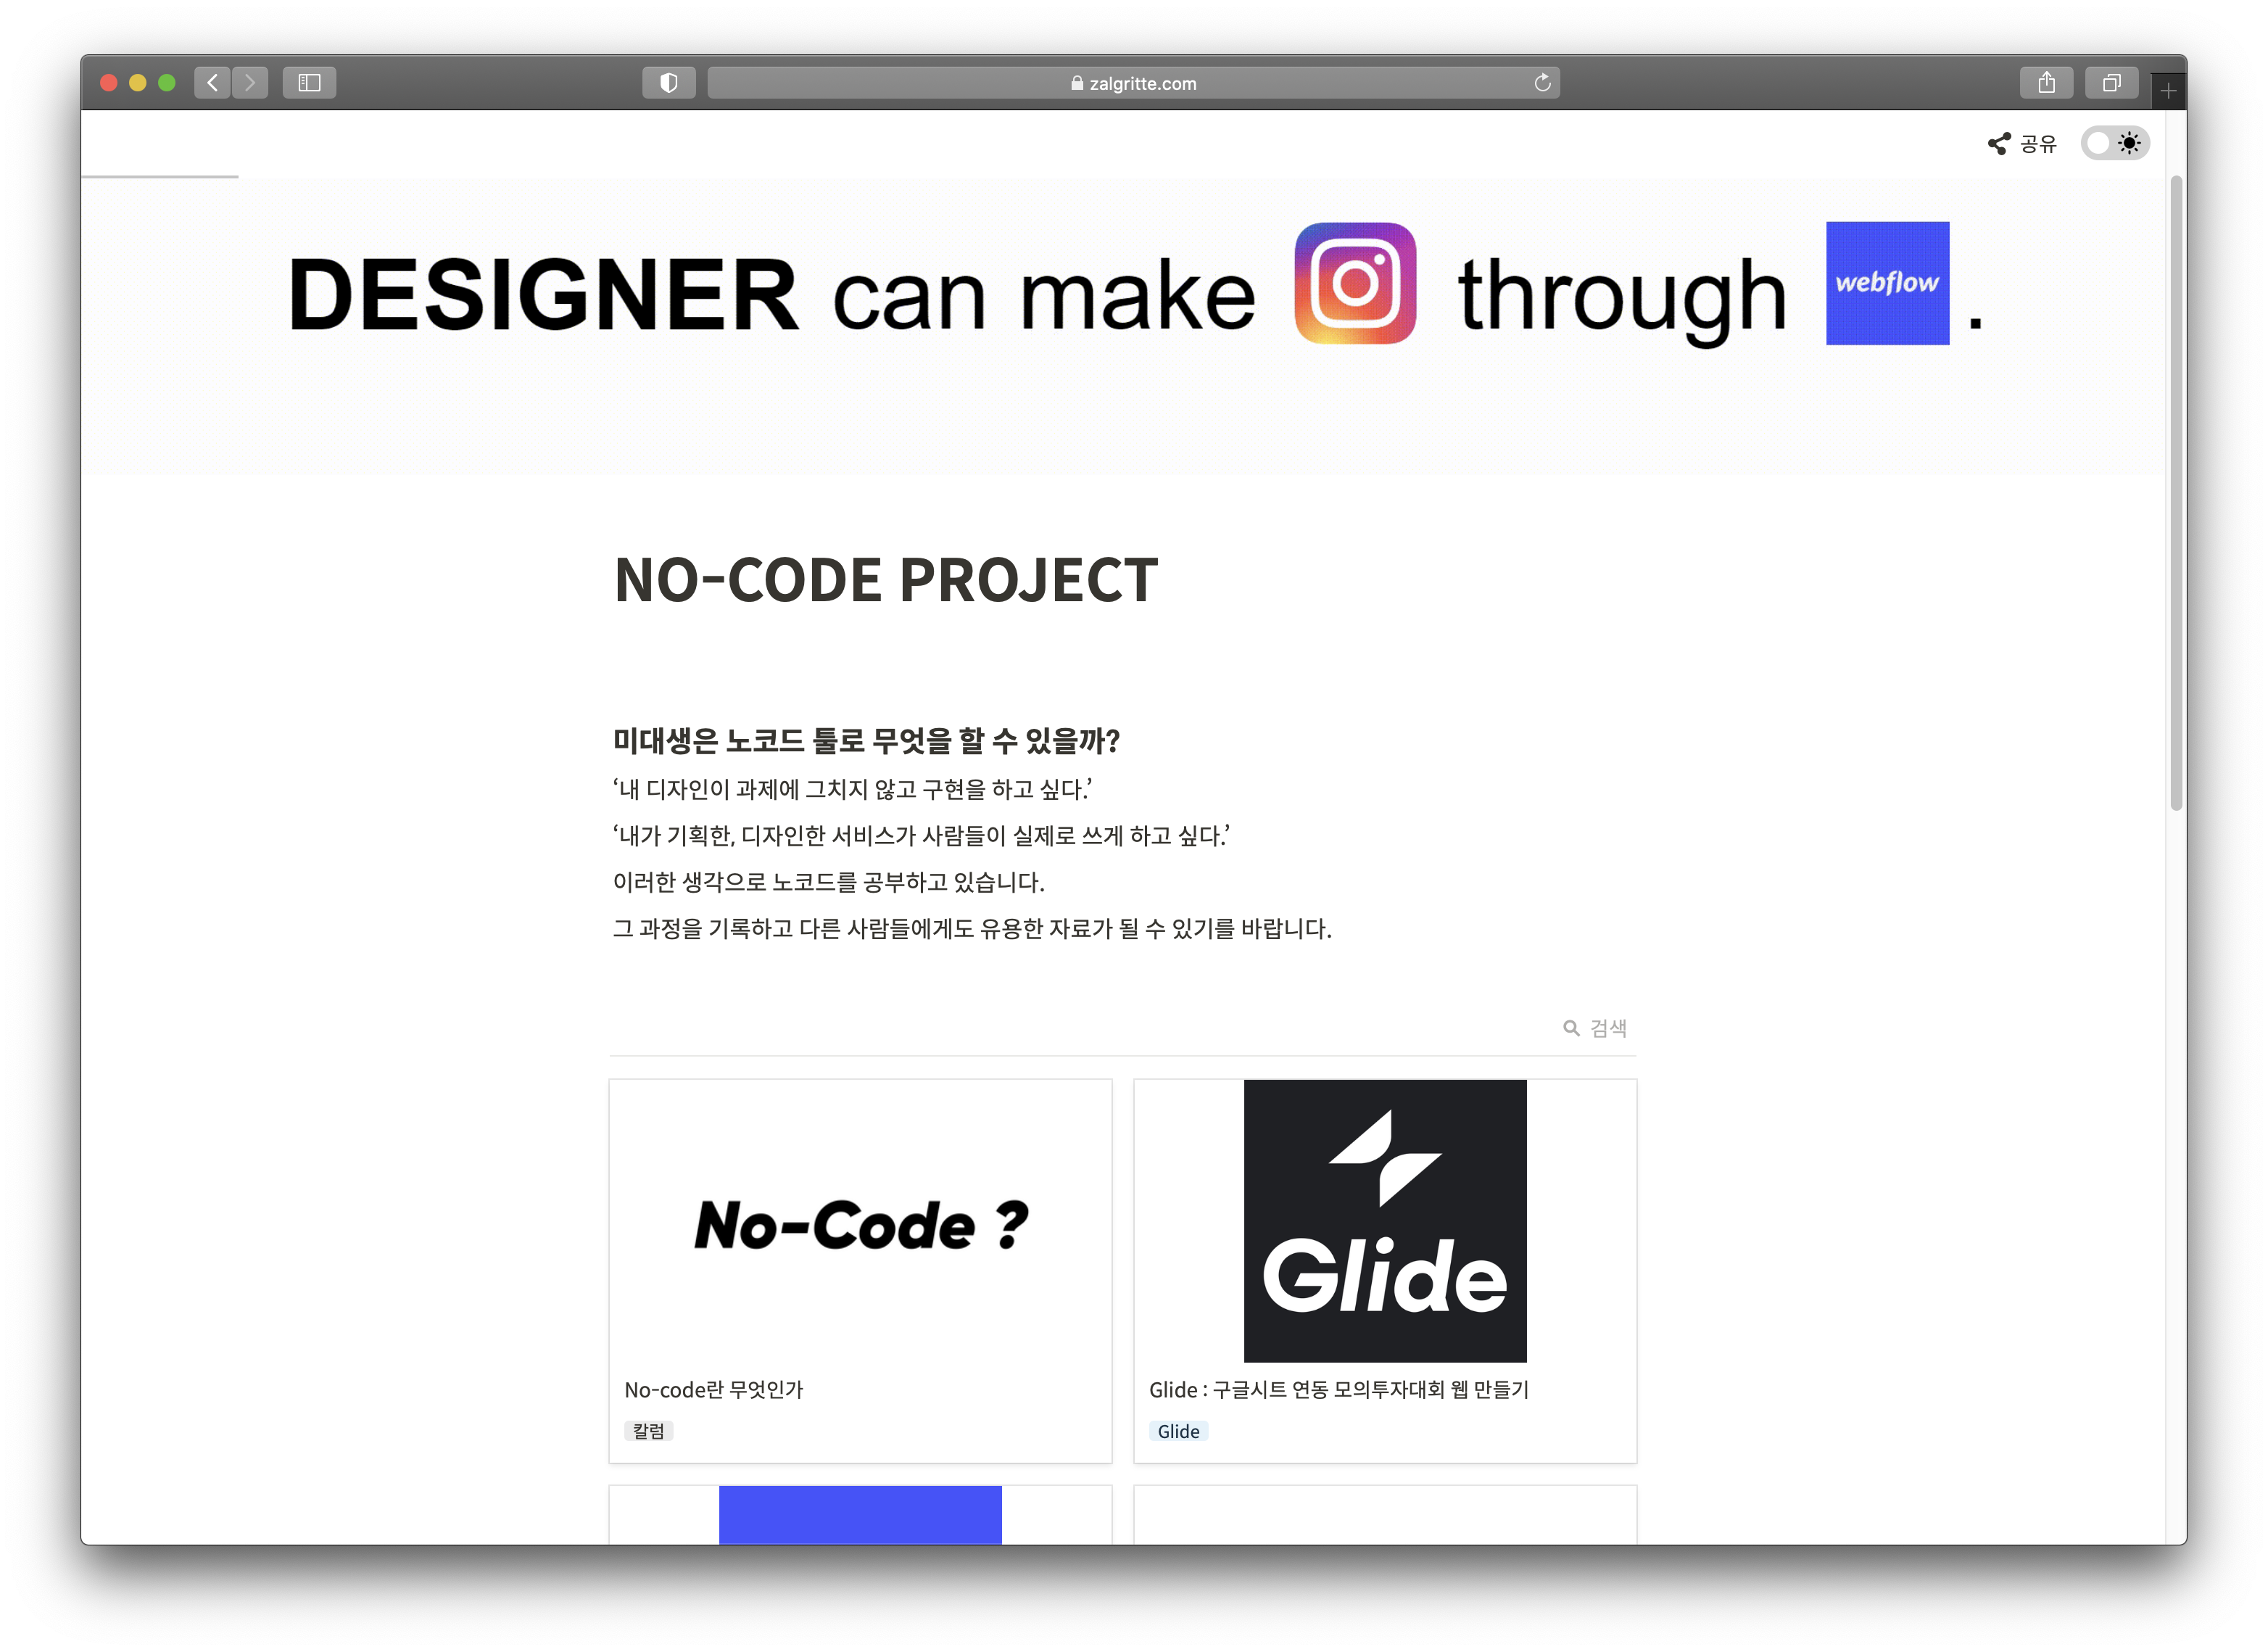 zalgritte.com
공유
DESIGNER can make through webflow .
NO-CODE PROJECT
미대생은 노코드 툴로 무엇을 할 수 있을까?
‘내 디자인이 과제에 그치지 않고 구현을 하고 싶다.’
‘내가 기획한, 디자인한 서비스가 사람들이 실제로 쓰게 하고 싶다.’
이러한 생각으로 노코드를 공부하고 있습니다.
그 과정을 기록하고 다른 사람들에게도 유용한 자료가 될 수 있기를 바랍니다.
검색
No-Code ?
No-code란 무엇인가
칼럼
Glide
Glide : 구글시트 연동 모의투자대회 웹 만들기
Glide